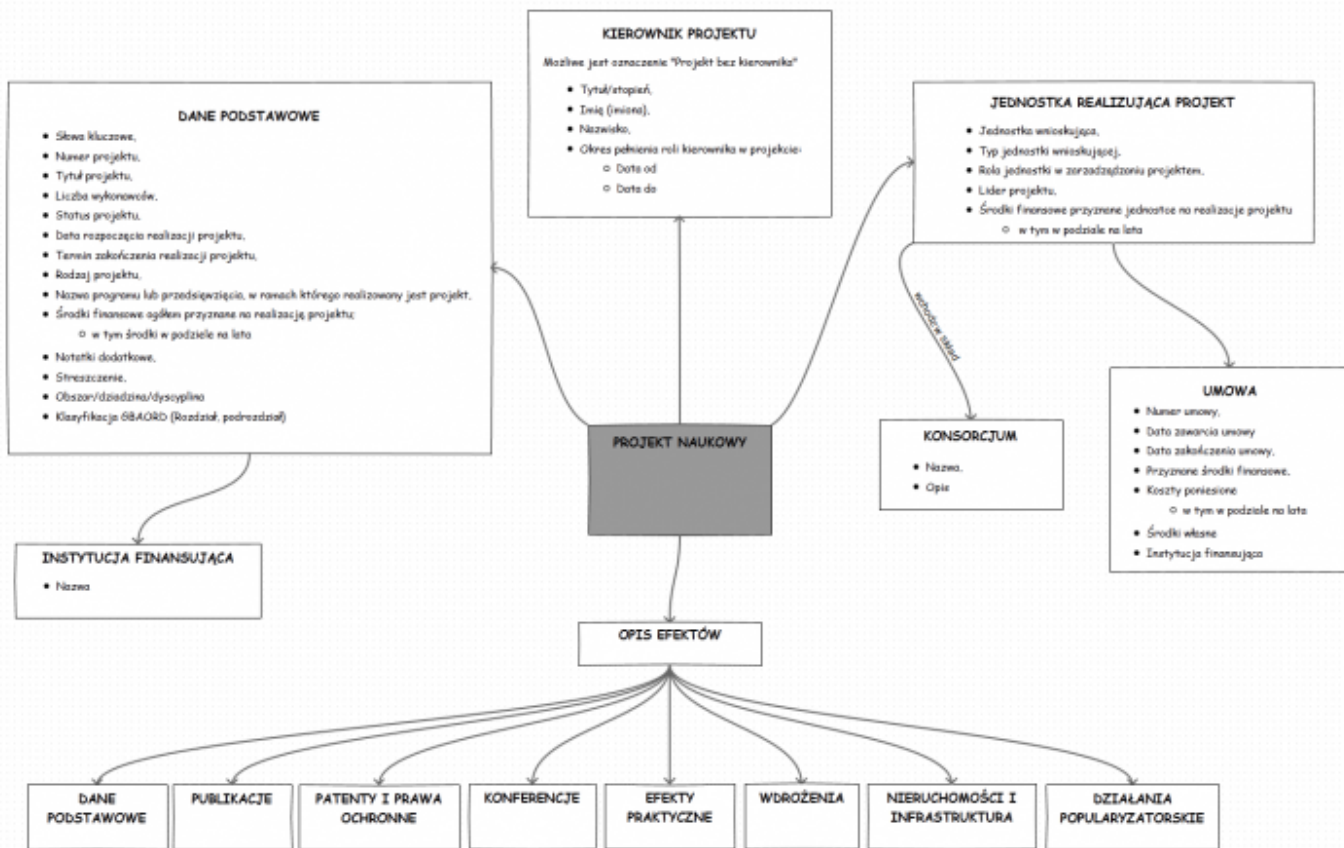 KIEROWNIK PROJEKTU
Możliwe jest oznaczenie "Projekt bez kierownika"
Tytuł/stopień,
Imię (imiona),
Nazwisko,
Okres pełnienia roli kierownika w projekcie:
Data od
Data do
DANE PODSTAWOWE
Słowa kluczowe,
Numer projektu,
Tytuł projektu,
Liczba wykonawców,
Status projektu,
Data rozpoczęcia realizacji projektu,
Termin zakończenia realizacji projektu,
Rodzaj projektu,
Nazwa programu lub przedsięwzięcia, w ramach którego realizowany jest projekt,
Środki finansowe ogółem przyznane na realizację projektu;
w tym środki w podziale na lata
Notatki dodatkowe,
Streszczenie,
Obszar/dziedzina/dyscyplina
Klasyfikacja GBAORD (Rozdział, podrozdział)
JEDNOSTKA REALIZUJĄCA PROJEKT
Jednostka wnioskująca,
Typ jednostki wnioskującej,
Rola jednostki w zarzadządzaniu projektem,
Lider projektu,
Środki finansowe przyznane jednostce na realizacje projektu
w tym w podziale na lata
wchodzi w skład
PROJEKT NAUKOWY
KONSORCJUM
Nazwa,
Opis
UMOWA
Numer umowy,
Data zawarcia umowy
Data zakończenia umowy,
Przyznane środki finansowe,
Koszty poniesione
w tym w podziale na lata
Środki własne
Instytucja finansująca
INSTYTUCJA FINANSUJĄCA
Nazwa
OPIS EFEKTÓW
DANE
PODSTAWOWE
PUBLIKACJE
PATENTY I PRAWA
OCHRONNE
KONFERENCJE
EFEKTY
PRAKTYCZNE
WDROŻENIA
NIERUCHOMOŚCI I
INFRASTRUKTURA
DZIAŁANIA
POPULARYZATORSKIE